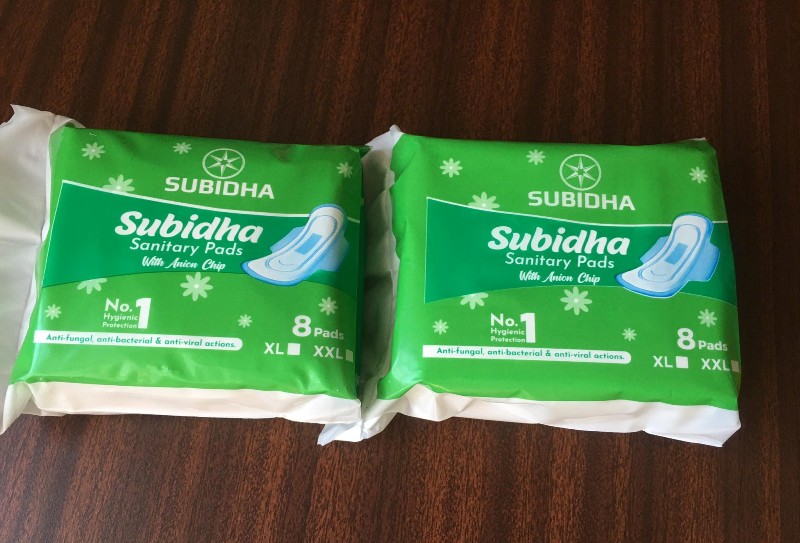 SUBIDHA
Subidha
Sanitary Pads
With Anion Chip
No.1
Hygienic
Protection
8 Pads
Anti-fungal, anti-bacterial & anti-viral actions.
XL XXL
SUBIDHA
Subidha
Sanitary Pads
With Anion Chip
No.1
Hygienic
Protection
8 Pads
Anti-fungal, anti-bacterial & anti-viral actions.
XL XXL